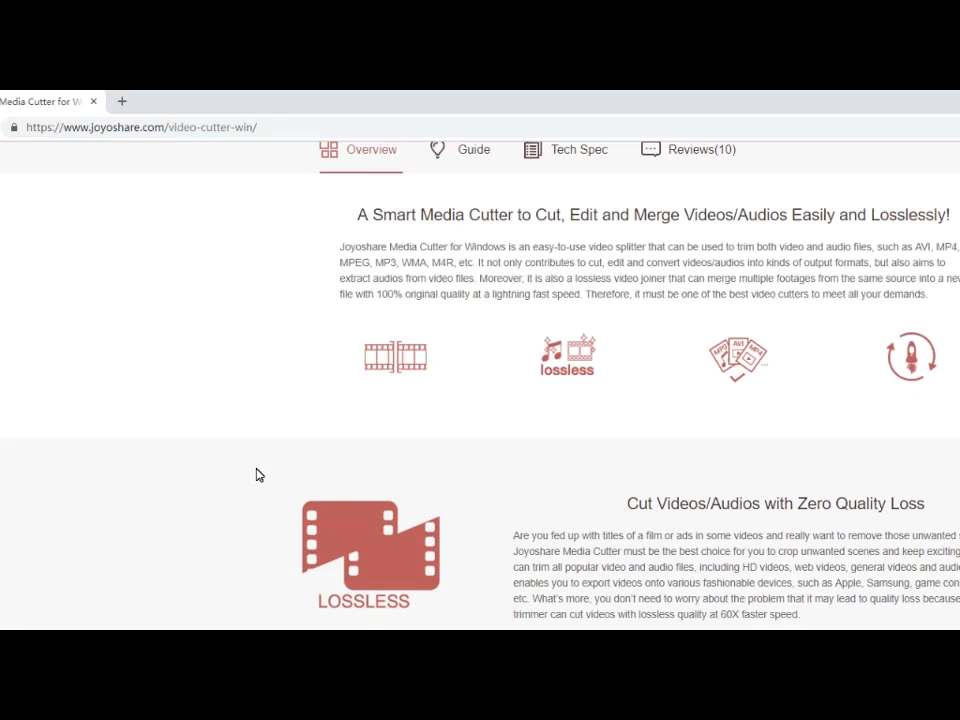 Media Cutter for W
https://www.joyoshare.com/video-cutter-win/
Overview
Guide
Tech Spec
Reviews(10)
A Smart Media Cutter to Cut, Edit and Merge Videos/Audios Easily and Losslessly!
Joyoshare Media Cutter for Windows is an easy-to-use video splitter that can be used to trim both video and audio files, such as AVI, MP4,
MPEG, MP3, WMA, M4R, etc. It not only contributes to cut, edit and convert videos/audios into kinds of output formats, but also aims to
extract audios from video files. Moreover, it is also a lossless video joiner that can merge multiple footages from the same source into a new
file with 100% original quality at a lightning fast speed. Therefore, it must be one of the best video cutters to meet all your demands.
lossless
MP3 AVI MP4
Cut Videos/Audios with Zero Quality Loss
Are you fed up with titles of a film or ads in some videos and really want to remove those unwanted
Joyoshare Media Cutter must be the best choice for you to crop unwanted scenes and keep exciting
can trim all popular video and audio files, including HD videos, web videos, general videos and audi
enables you to export videos onto various fashionable devices, such as Apple, Samsung, game con
etc. What's more, you don't need to worry about the problem that it may lead to quality loss because
trimmer can cut videos with lossless quality at 60X faster speed.
LOSSLESS